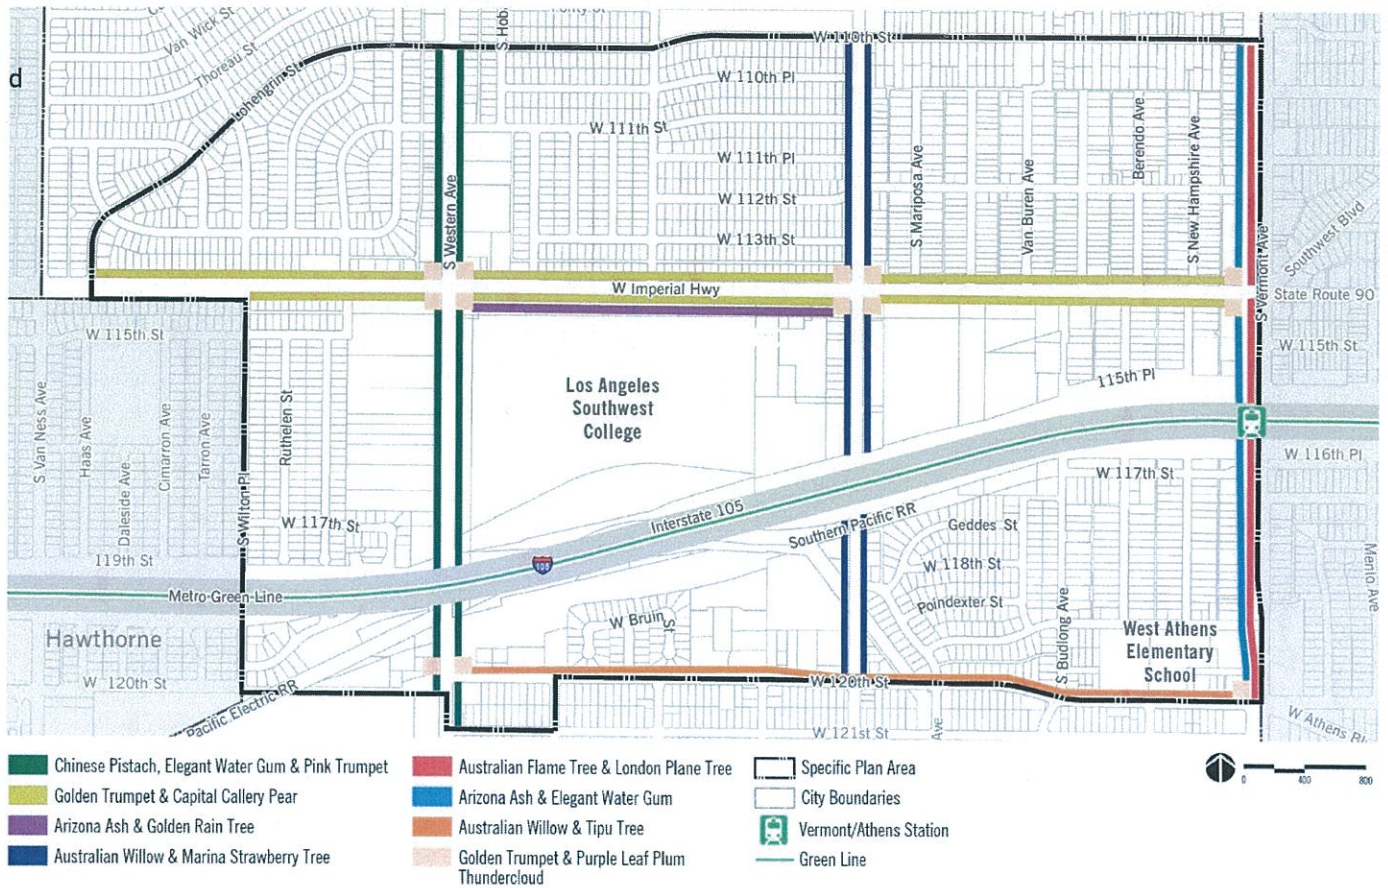 Van Wick St
S Hob
Thoreau St
W 110th St
d
W 110th Pl
Lohengrin St
W 111th St
Berendo Ave
S New Hampshire Ave
W 111th Pl
S Mariposa Ave
Van Buren Ave
S Western Ave
W 112th St
Southwest Blvd
W 113th St
S Vermont Ave
W Imperial Hwy
State Route 90
W 115th St
W 115th St
115th Pl
Los Angeles
Southwest
College
S Van Ness Ave
Haas Ave
Cimarron Ave
Tarron Ave
Ruthelen St
Daleside Ave
W 116th Pl
W 117th St
S Wilton Pl
Interstate 105
Southern Pacific RR
Geddes St
W 117th St
119th St
105
W 118th St
Menlo Ave
Metro Green Line
Poindexter St
W Bruin St
S Budlong Ave
West Athens
Elementary
School
Hawthorne
W 120th St
W 120th St
Pacific Electric RR
W 121st St
Ave
W Athens
Chinese Pistach, Elegant Water Gum & Pink Trumpet
Golden Trumpet & Capital Callery Pear
Arizona Ash & Golden Rain Tree
Australian Willow & Marina Strawberry Tree
Australian Flame Tree & London Plane Tree
Arizona Ash & Elegant Water Gum
Australian Willow & Tipu Tree
Golden Trumpet & Purple Leaf Plum
Thundercloud
Specific Plan Area
City Boundaries
Vermont/Athens Station
Green Line
0 400 800